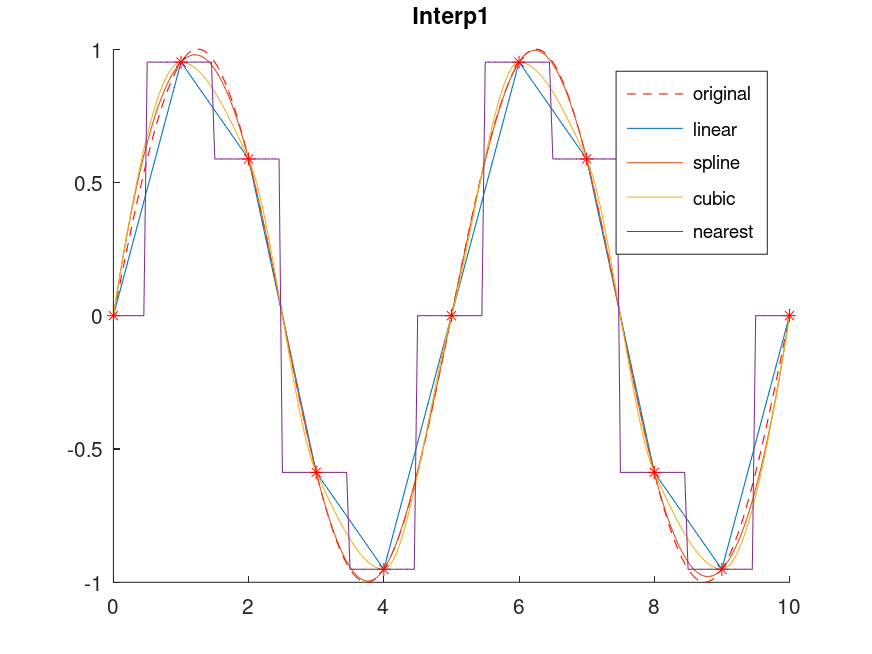 Interp1
1
0.5
0
-0.5
-1
0 2 4 6 8 10
original
linear
spline
cubic
nearest